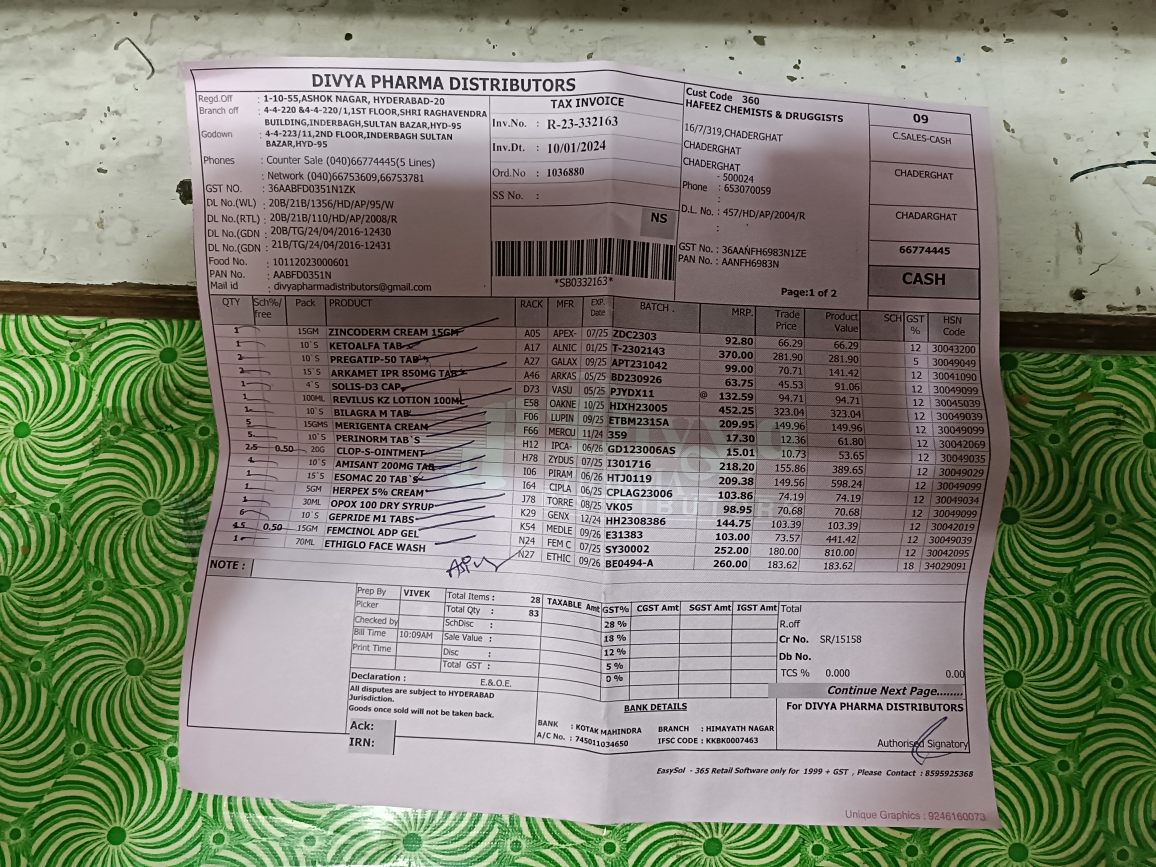 DIVYA PHARMA DISTRIBUTORS
Regd.Off : 1-10-55,ASHOK NAGAR, HYDERABAD-20
Branch off : 4-4-220 &4-4-220/1,1ST FLOOR,SHRI RAGHAVENDRA
BUILDING,INDERBAGH,SULTAN BAZAR,HYD-95
Godown : 4-4-223/11,2ND FLOOR,INDERBAGH SULTAN
BAZAR,HYD-95
Phones : Counter Sale (040)66774445(5 Lines)
: Network (040)66753609,66753781
GST NO. : 36AABFD0351N1ZK
DL No.(WL) : 20B/21B/1356/HD/AP/95/W
DL No.(RTL) : 20B/21B/110/HD/AP/2008/R
DL No.(GDN : 20B/TG/24/04/2016-12430
DL No.(GDN : 21B/TG/24/04/2016-12431
Food No. : 10112023000601
PAN No. : AABFD0351N
Mail id : divyapharmadistributors@gmail.com
TAX INVOICE
Inv.No. : R-23-332163
Inv.Dt. : 10/01/2024
Ord.No : 1036880
SS No. :
NS
*SB0332163*
Cust Code 360
HAFEEZ CHEMISTS & DRUGGISTS
16/7/319,CHADERGHAT
CHADERGHAT
CHADERGHAT
- 500024
Phone : 653070059
:
D.L. No. : 457/HD/AP/2004/R
:
GST No. : 36AANFH6983N1ZE
PAN No. : AANFH6983N
Page:1 of 2
09
C.SALES-CASH
CHADERGHAT
CHADARGHAT
66774445
CASH
QTY Sch%/free Pack PRODUCT RACK MFR EXP. Date BATCH . MRP. Trade Price Product Value SCH GST % HSN Code
1 15GM ZINCODERM CREAM 15GM A05 APEX- 07/25 ZDC2303 92.80 66.29 66.29 12 30043200
1 10`S KETOALFA TAB A17 ALNIC 01/25 T-2302143 370.00 281.90 281.90 5 30049049
2 10`S PREGATIP-50 TAB`S A27 GALAX 09/25 APT231042 99.00 70.71 141.42 12 30041090
2 15`S ARKAMET IPR 850MG TAB`S A46 ARKAS 05/25 BD230926 63.75 45.53 91.06 12 30049099
1 4`S SOLIS-D3 CAP D73 VASU 05/25 PJYDX11 @ 132.59 94.71 94.71 12 30045039
1 100ML REVILUS KZ LOTION 100ML E58 OAKNE 10/25 HIXH23005 452.25 323.04 323.04 12 30049039
1 10`S BILAGRA M TAB F06 LUPIN 09/25 ETBM2315A 209.95 149.96 149.96 12 30049099
5 15GMS MERIGENTA CREAM F66 MERCU 11/24 359 17.30 12.36 61.80 12 30042069
5 10`S PERINORM TAB`S H12 IPCA- 06/26 GD123006AS 15.01 10.73 53.65 12 30049035
2.5 0.50 20G CLOP-S-OINTMENT H78 ZYDUS 07/25 I301716 218.20 155.86 389.65 12 30049029
4 10`S AMISANT 200MG TAB I06 PIRAM 06/26 HTJ0119 209.38 149.56 598.24 12 30049099
1 15`S ESOMAC 20 TAB`S I64 CIPLA 06/25 CPLAG23006 103.86 74.19 74.19 12 30049034
1 5GM HERPEX 5% CREAM J78 TORRE 08/25 VK05 98.95 70.68 70.68 12 30049099
1 30ML OPOX 100 DRY SYRUP K29 GENX 12/24 HH2308386 144.75 103.39 103.39 12 30042019
6 10`S GEPRIDE M1 TABS K54 MEDLE 09/26 E31383 103.00 73.57 441.42 12 30049039
4.5 0.50 15GM FEMCINOL ADP GEL N24 FEM C 07/25 SY30002 252.00 180.00 810.00 12 30042095
1 70ML ETHIGLO FACE WASH N27 ETHIC 09/26 BE0494-A 260.00 183.62 183.62 18 34029091
NOTE :
Prep By VIVEK
Picker
Checked by
Bill Time 10:09AM
Print Time
Total Items : 28
Total Qty : 83
SchDisc :
Sale Value :
Disc :
Total GST :
TAXABLE Amt GST% CGST Amt SGST Amt IGST Amt
28 %
18 %
12 %
5 %
0 %
Total
R.off
Cr No. SR/15158
Db No.
TCS % 0.000 0.00
Continue Next Page........
Declaration : E.&.O.E.
All disputes are subject to HYDERABAD
Jurisdiction.
Goods once sold will not be taken back.
Ack:
IRN:
BANK DETAILS
BANK : KOTAK MAHINDRA BRANCH : HIMAYATH NAGAR
A/C No. : 745011034650 IFSC CODE : KKBK0007463
For DIVYA PHARMA DISTRIBUTORS
Authorised Signatory
EasySol - 365 Retail Software only for 1999 + GST , Please Contact : 8595925368
Unique Graphics : 9246160073